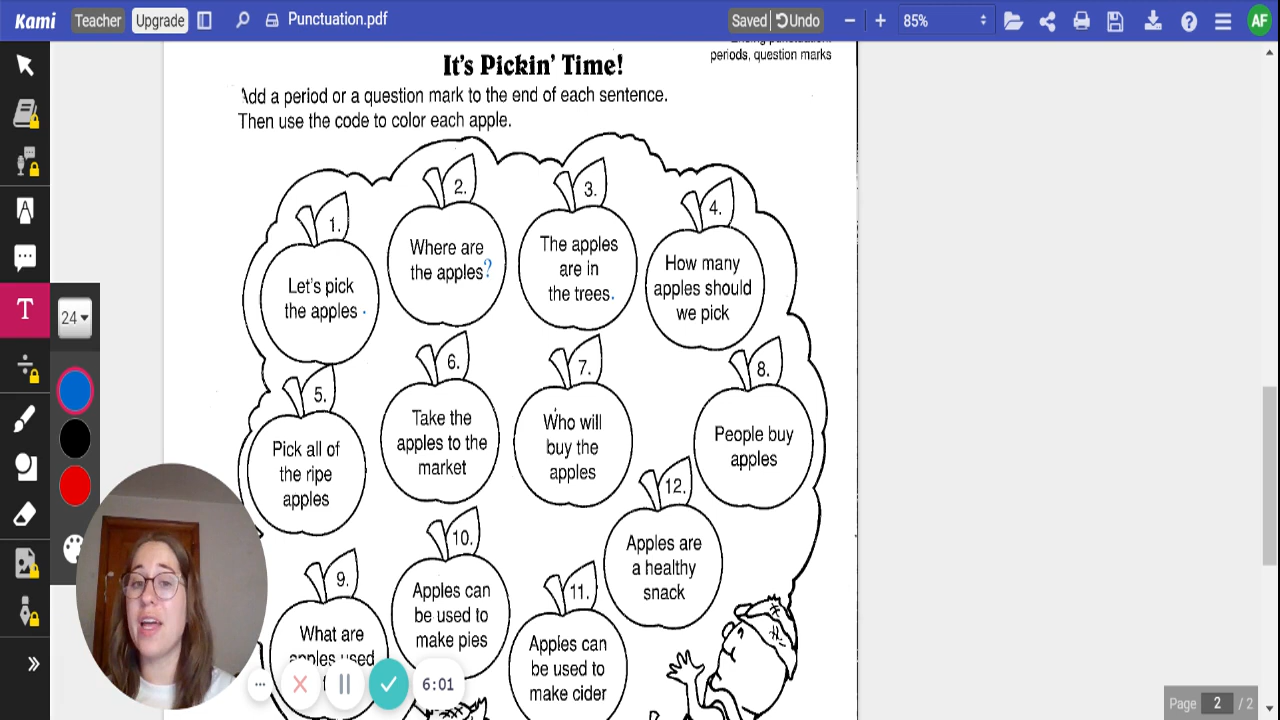 Kami
Teacher
Upgrade
Punctuation.pdf
Saved
Undo
85%
AF
periods, question marks
It's Pickin' Time!
Add a period or a question mark to the end of each sentence.
Then use the code to color each apple.
1.
Let's pick
the apples.
2.
Where are
the apples?
3.
The apples
are in
the trees.
4.
How many
apples should
we pick
5.
Pick all of
the ripe
apples
6.
Take the
apples to the
market
7.
Who will
buy the
apples
8.
People buy
apples
9.
What are
apples used
10.
Apples can
be used to
make pies
11.
Apples can
be used to
make cider
12.
Apples are
a healthy
snack
T
24
6:01
Page 2 / 2